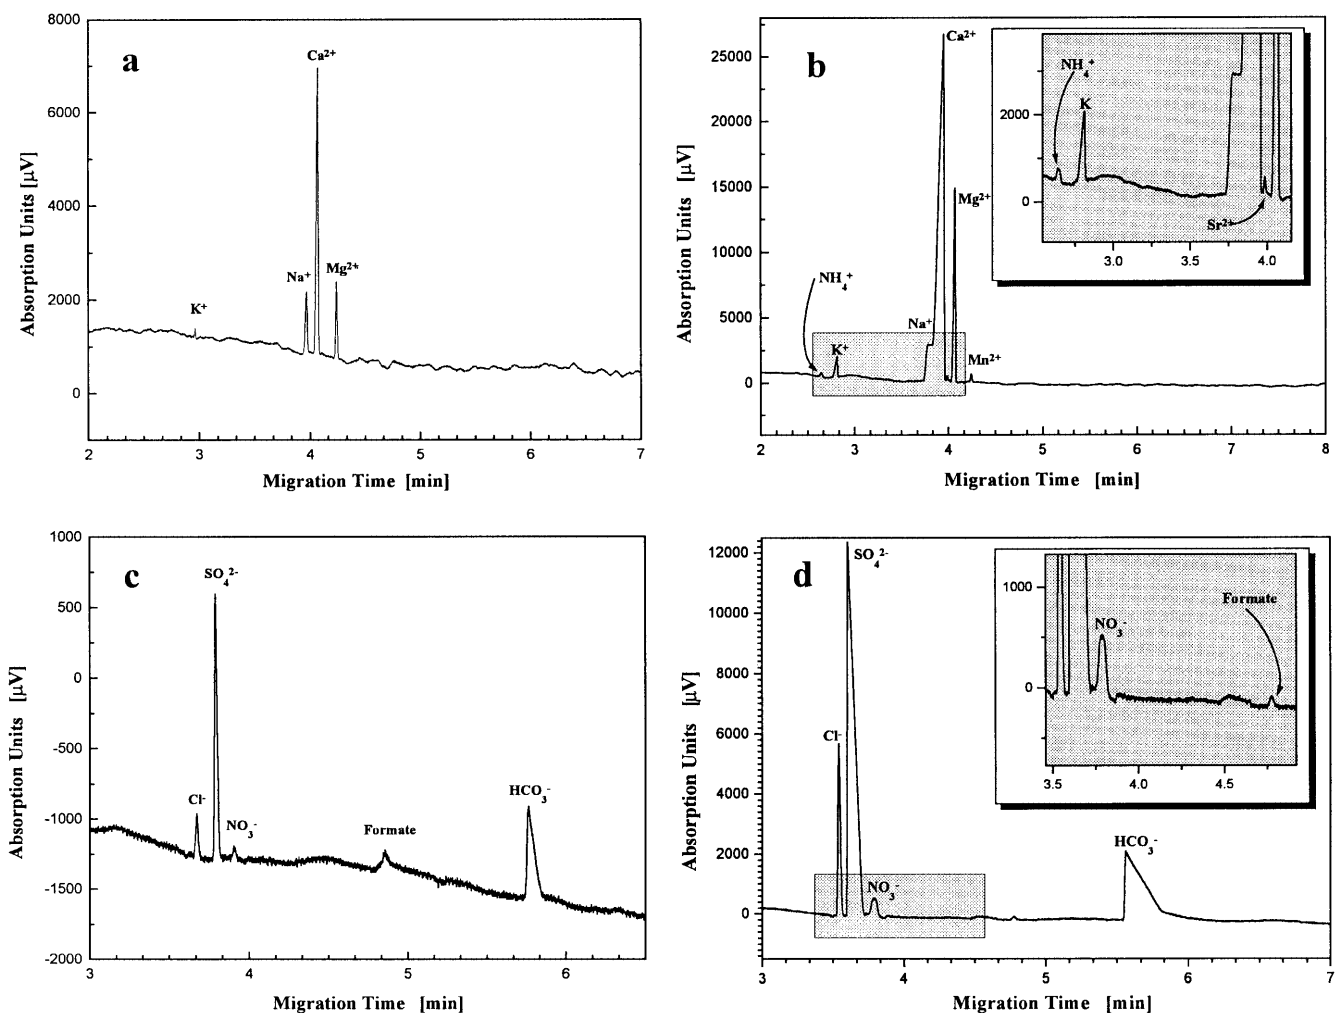 a
8000
6000
4000
2000
0
Absorption Units [µV]
K⁺
Na⁺
Ca²⁺
Mg²⁺
2 3 4 5 6 7
Migration Time [min]
b
25000
22500
20000
17500
15000
12500
10000
7500
5000
2500
0
Absorption Units [µV]
NH₄⁺
K⁺
Na⁺
Ca²⁺
Mg²⁺
Mn²⁺
2 3 4 5 6 7 8
Migration Time [min]
NH₄⁺
K
Sr²⁺
2000
0
3.0 3.5 4.0
c
1000
500
0
-500
-1000
-1500
-2000
Absorption Units [µV]
Cl⁻
SO₄²⁻
NO₃⁻
Formate
HCO₃⁻
3 4 5 6
Migration Time [min]
d
12000
10000
8000
6000
4000
2000
0
Absorption Units [µV]
Cl⁻
SO₄²⁻
NO₃⁻
HCO₃⁻
3 4 5 6 7
Migration Time [min]
1000
0
NO₃⁻
Formate
3.5 4.0 4.5